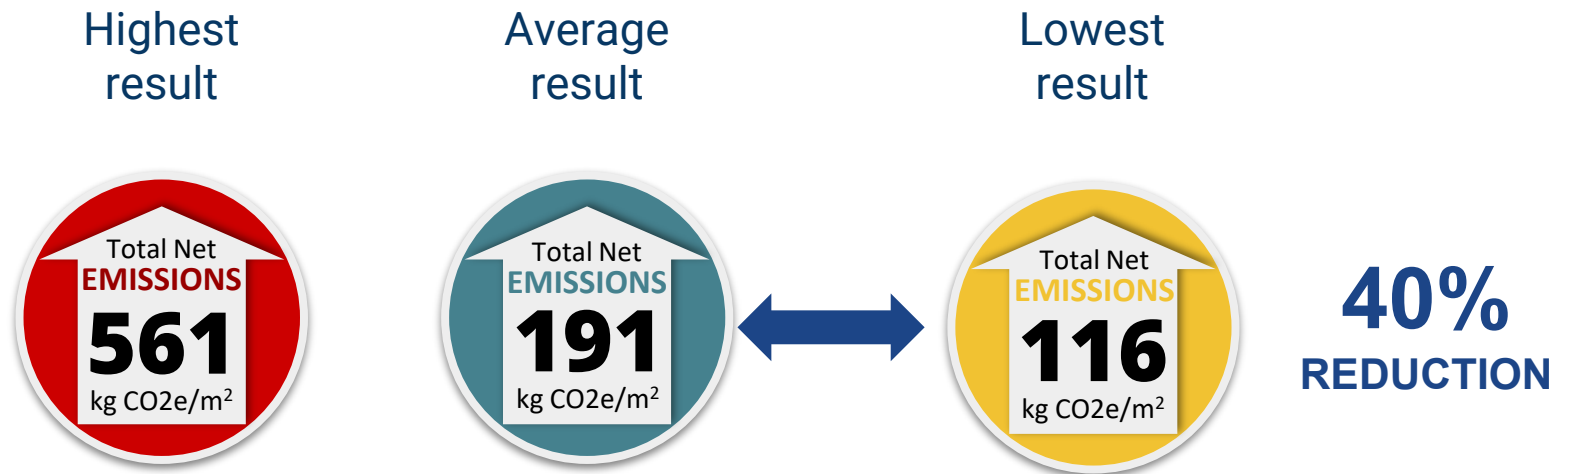 Highest
result
Average
result
Lowest
result
Total Net
EMISSIONS
561
kg CO2e/m²
Total Net
EMISSIONS
191
kg CO2e/m²
Total Net
EMISSIONS
116
kg CO2e/m²
40%
REDUCTION